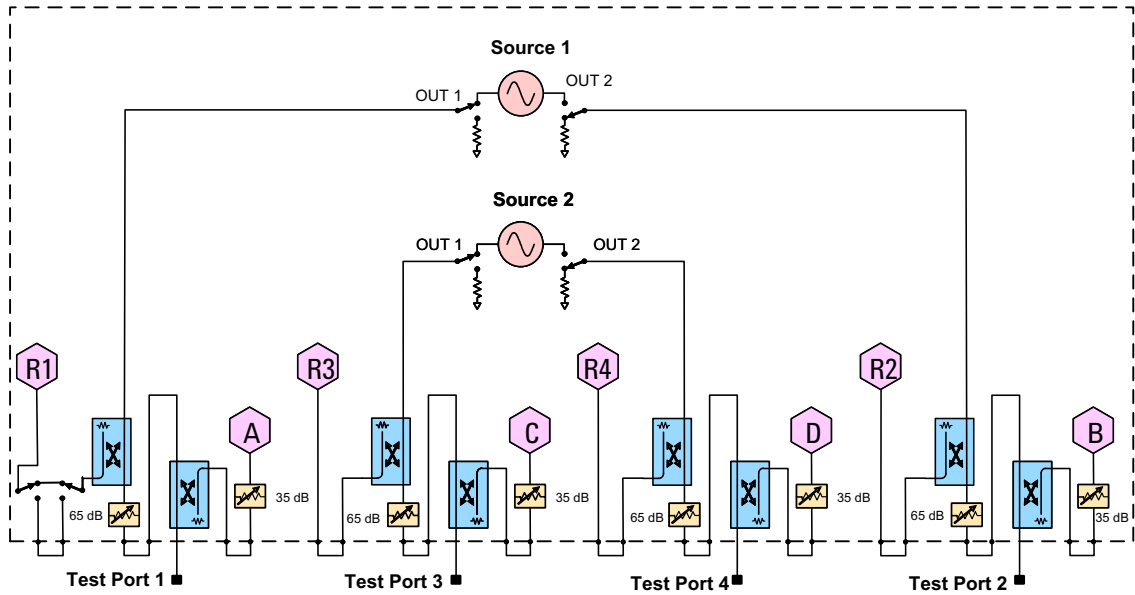 Source 1
OUT 1
OUT 2
Source 2
OUT 1
OUT 2
R1
R3
R4
R2
A
C
D
B
35 dB
35 dB
35 dB
35 dB
65 dB
65 dB
65 dB
65 dB
Test Port 1
Test Port 3
Test Port 4
Test Port 2